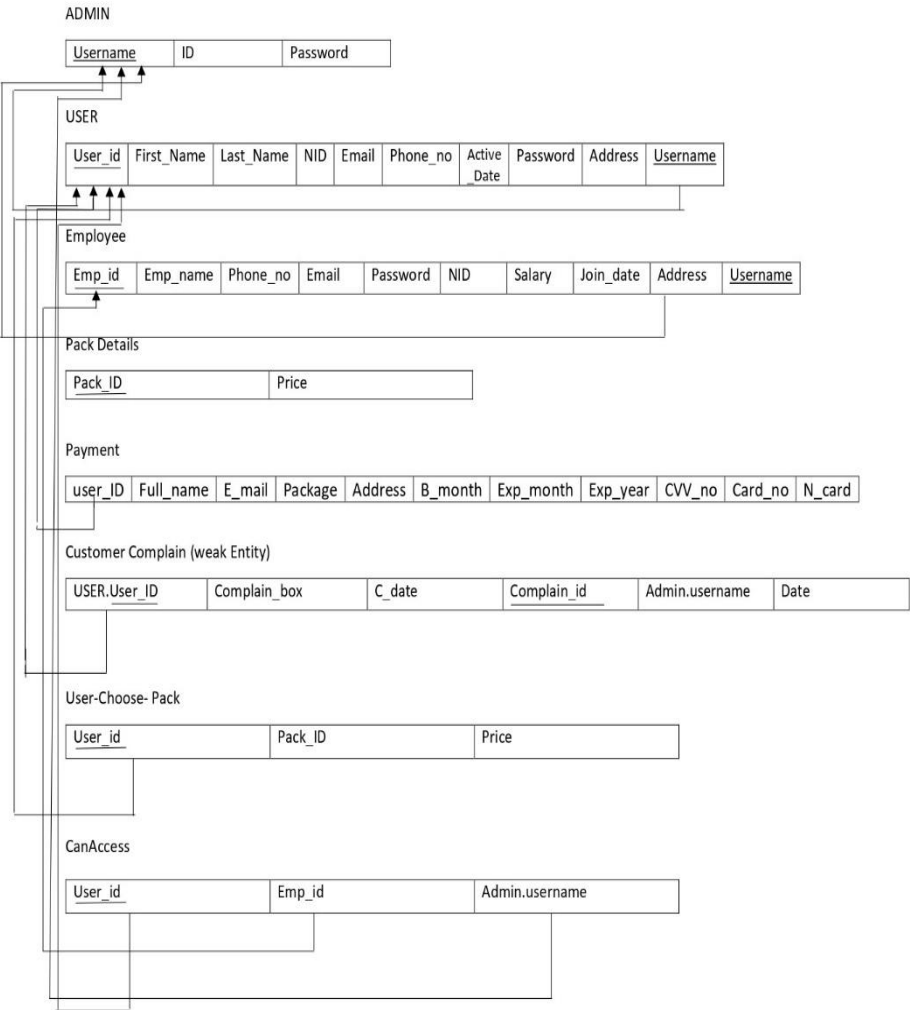 ADMIN
Username ID Password
USER
User_id First_Name Last_Name NID Email Phone_no Active _Date Password Address Username
Employee
Emp_id Emp_name Phone_no Email Password NID Salary Join_date Address Username
Pack Details
Pack_ID Price
Payment
user_ID Full_name E_mail Package Address B_month Exp_month Exp_year CVV_no Card_no N_card
Customer Complain (weak Entity)
USER.User_ID Complain_box C_date Complain_id Admin.username Date
User-Choose- Pack
User_id Pack_ID Price
CanAccess
User_id Emp_id Admin.username